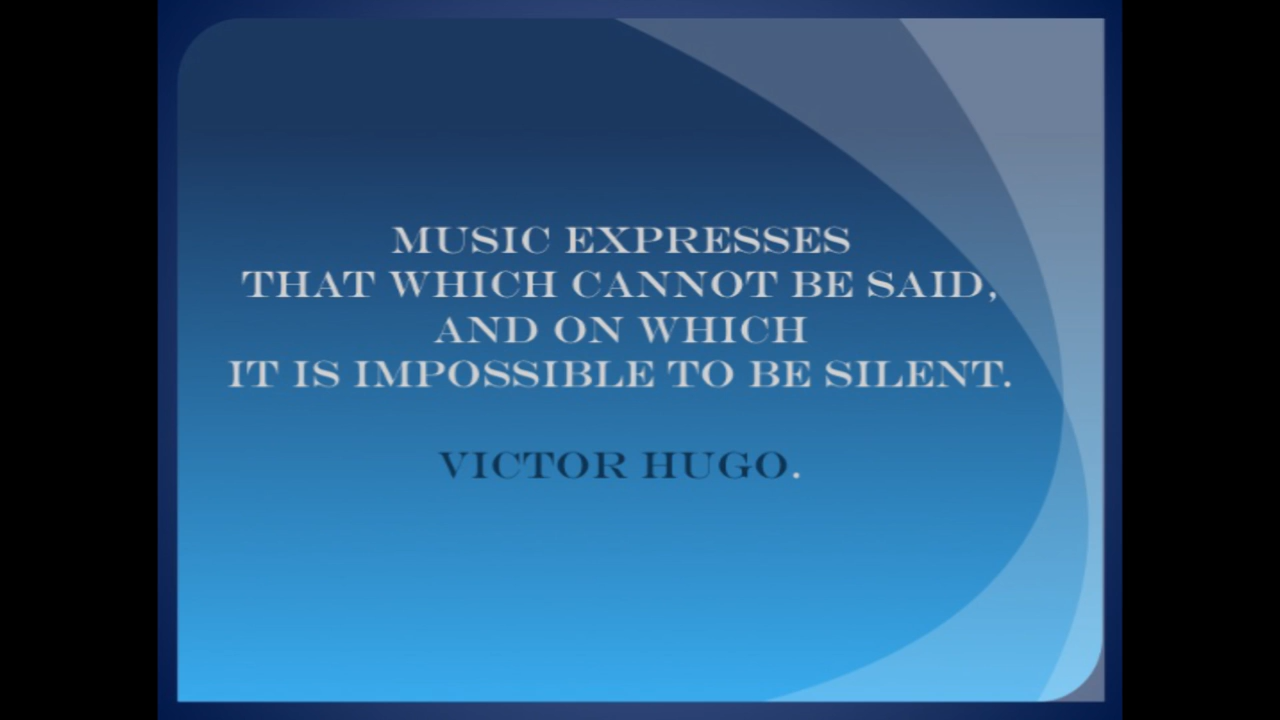 MUSIC EXPRESSES
THAT WHICH CANNOT BE SAID,
AND ON WHICH
IT IS IMPOSSIBLE TO BE SILENT.
VICTOR HUGO.